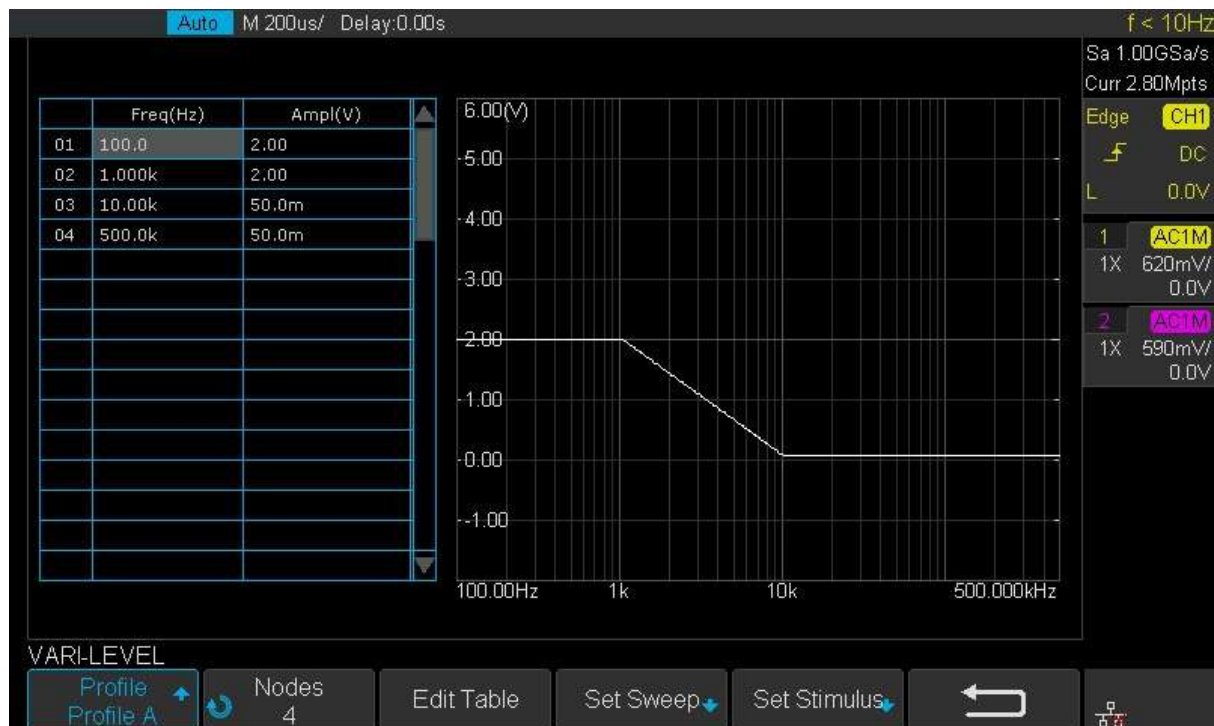 Auto M 200us/ Delay:0.00s f < 10Hz
Sa 1.00GSa/s
Curr 2.80Mpts
Edge CH1
DC
L 0.0V
1 AC1M
1X 620mV/
0.0V
2 AC1M
1X 590mV/
0.0V
Freq(Hz) Ampl(V)
01 100.0 2.00
02 1.000k 2.00
03 10.00k 50.0m
04 500.0k 50.0m
6.00(V)
5.00
4.00
3.00
2.00
1.00
0.00
-1.00
100.00Hz 1k 10k 500.000kHz
VARI-LEVEL
Profile
Profile A
Nodes
4
Edit Table
Set Sweep
Set Stimulus